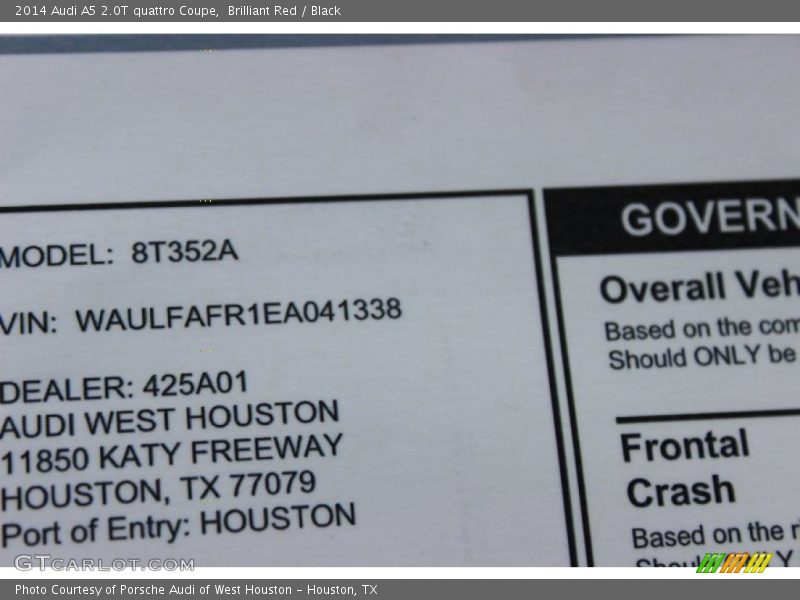 2014 Audi A5 2.0T quattro Coupe,  Brilliant Red / Black
MODEL: 8T352A
VIN: WAULFAFR1EA041338
DEALER: 425A01
AUDI WEST HOUSTON
11850 KATY FREEWAY
HOUSTON, TX 77079
Port of Entry: HOUSTON
GOVERN
Overall Veh
Based on the com
Should ONLY be
Frontal
Crash
Based on the
GTCARLOT.COM
Photo Courtesy of Porsche Audi of West Houston – Houston, TX